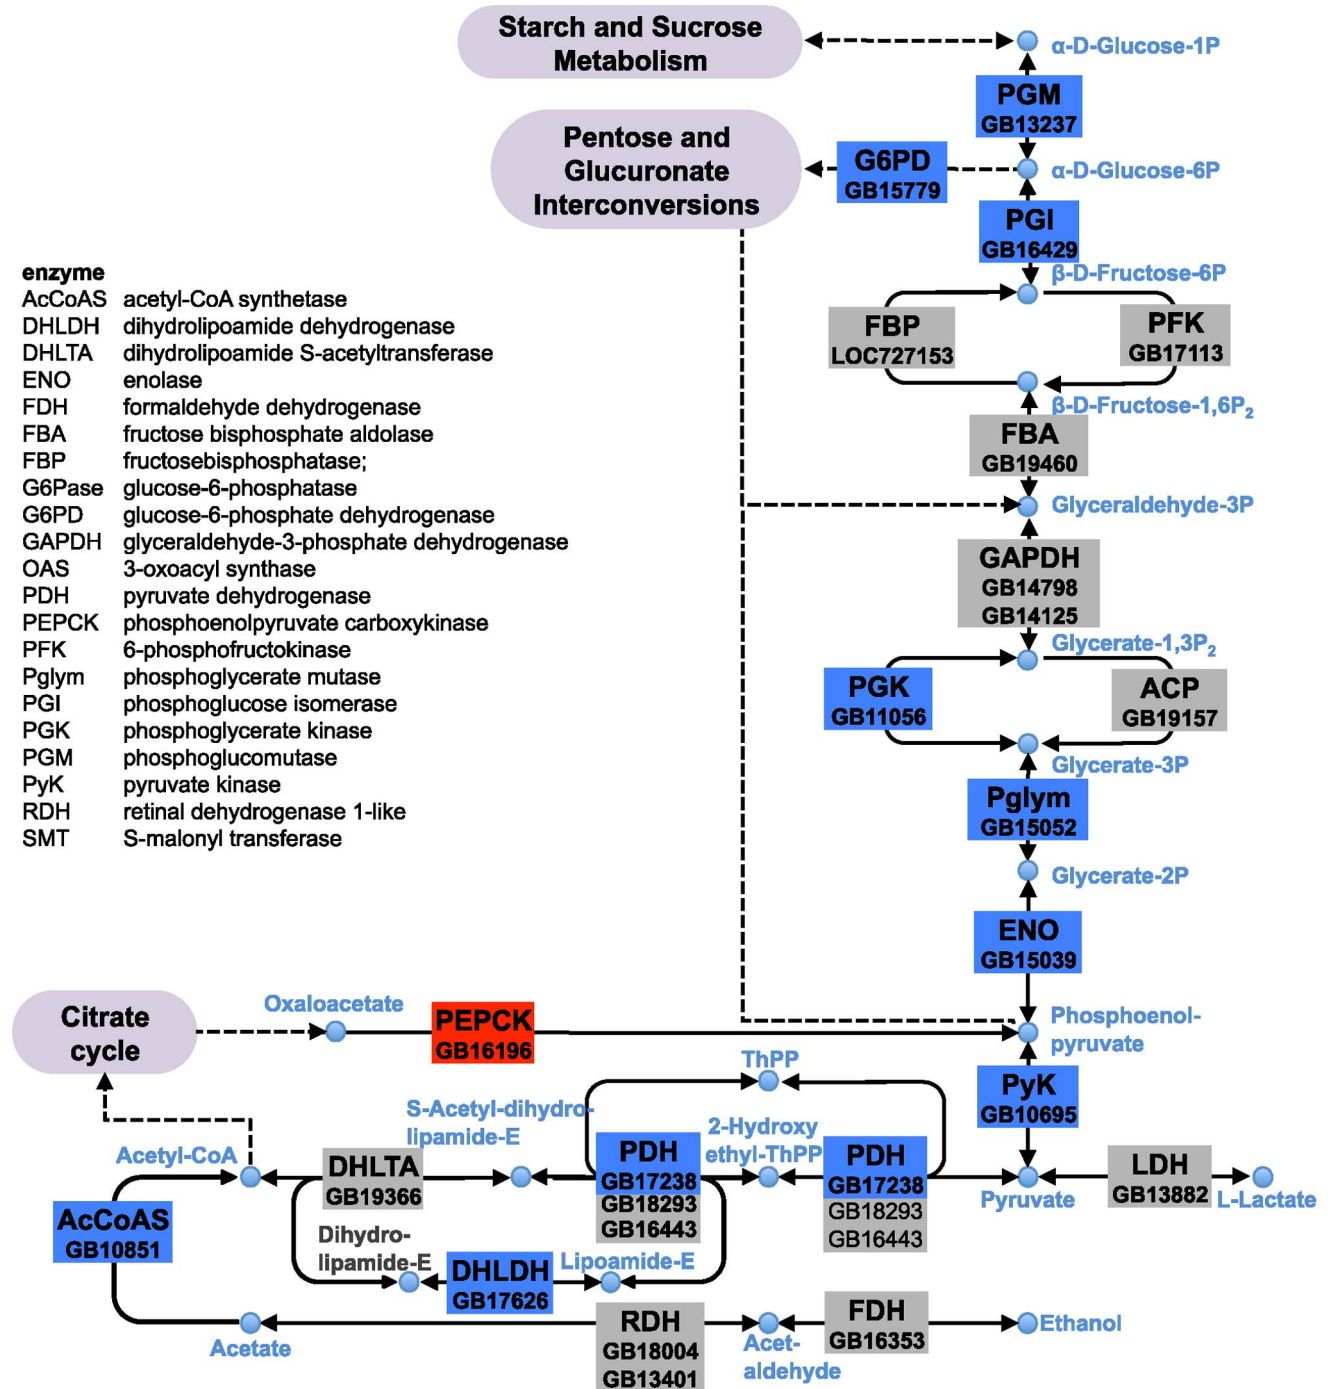 Starch and Sucrose
Metabolism
α-D-Glucose-1P
PGM
GB13237
Pentose and
Glucuronate
Interconversions
G6PD
GB15779
α-D-Glucose-6P
PGI
GB16429
β-D-Fructose-6P
FBP
LOC727153
PFK
GB17113
β-D-Fructose-1,6P₂
FBA
GB19460
Glyceraldehyde-3P
GAPDH
GB14798
GB14125
Glycerate-1,3P₂
PGK
GB11056
ACP
GB19157
Glycerate-3P
Pglym
GB15052
Glycerate-2P
ENO
GB15039
enzyme
AcCoAS acetyl-CoA synthetase
DHLDH dihydrolipoamide dehydrogenase
DHLTA dihydrolipoamide S-acetyltransferase
ENO enolase
FDH formaldehyde dehydrogenase
FBA fructose bisphosphate aldolase
FBP fructosebisphosphatase;
G6Pase glucose-6-phosphatase
G6PD glucose-6-phosphate dehydrogenase
GAPDH glyceraldehyde-3-phosphate dehydrogenase
OAS 3-oxoacyl synthase
PDH pyruvate dehydrogenase
PEPCK phosphoenolpyruvate carboxykinase
PFK 6-phosphofructokinase
Pglym phosphoglycerate mutase
PGI phosphoglucose isomerase
PGK phosphoglycerate kinase
PGM phosphoglucomutase
PyK pyruvate kinase
RDH retinal dehydrogenase 1-like
SMT S-malonyl transferase
Citrate
cycle
Oxaloacetate
PEPCK
GB16196
Phosphoenol-
pyruvate
ThPP
PyK
GB10695
Acetyl-CoA
DHLTA
GB19366
S-Acetyl-dihydro-
lipamide-E
PDH
GB17238
GB18293
GB16443
2-Hydroxy
ethyl-ThPP
PDH
GB17238
GB18293
GB16443
Pyruvate
LDH
GB13882
L-Lactate
AcCoAS
GB10851
Dihydro-
lipamide-E
DHLDH
GB17626
Lipoamide-E
Acetate
RDH
GB18004
GB13401
Acet-
aldehyde
FDH
GB16353
Ethanol